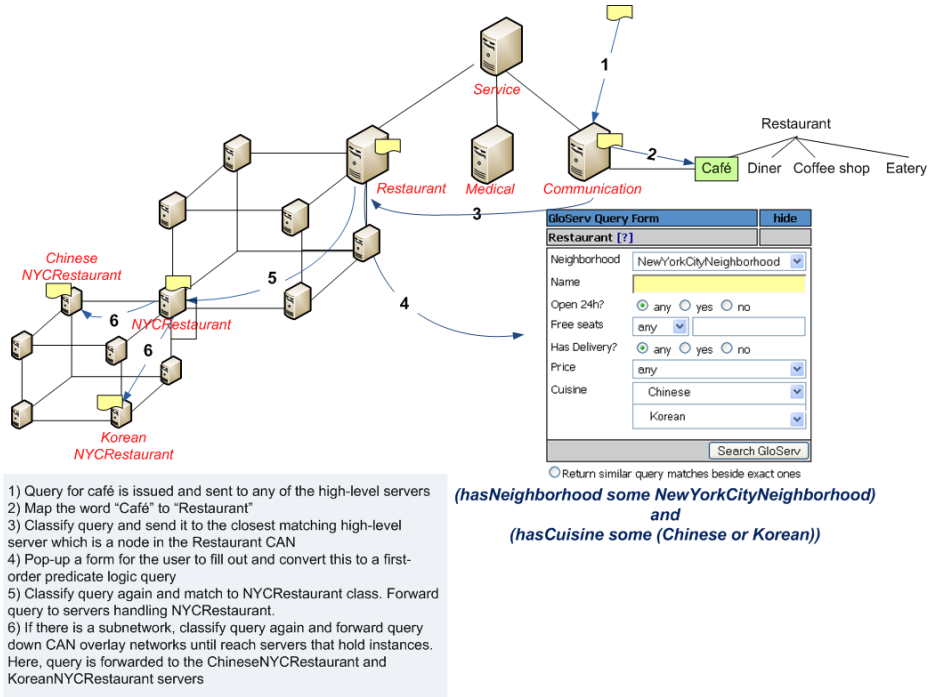 1
Service
2
Restaurant
Café
Diner
Coffee shop
Eatery
Restaurant
Medical
Communication
3
GloServ Query Form
hide
Restaurant [?]
Neighborhood
NewYorkCityNeighborhood
Name
Open 24h?
any
yes
no
Free seats
any
Has Delivery?
any
yes
no
Price
any
Cuisine
Chinese
Korean
Search GloServ
Return similar query matches beside exact ones
Chinese
NYCRestaurant
5
4
6
NYCRestaurant
6
Korean
NYCRestaurant
(hasNeighborhood some NewYorkCityNeighborhood)
and
(hasCuisine some (Chinese or Korean))
1) Query for café is issued and sent to any of the high-level servers
2) Map the word “Café” to “Restaurant”
3) Classify query and send it to the closest matching high-level
server which is a node in the Restaurant CAN
4) Pop-up a form for the user to fill out and convert this to a first-
order predicate logic query
5) Classify query again and match to NYCRestaurant class. Forward
query to servers handling NYCRestaurant.
6) If there is a subnetwork, classify query again and forward query
down CAN overlay networks until reach servers that hold instances.
Here, query is forwarded to the ChineseNYCRestaurant and
KoreanNYCRestaurant servers